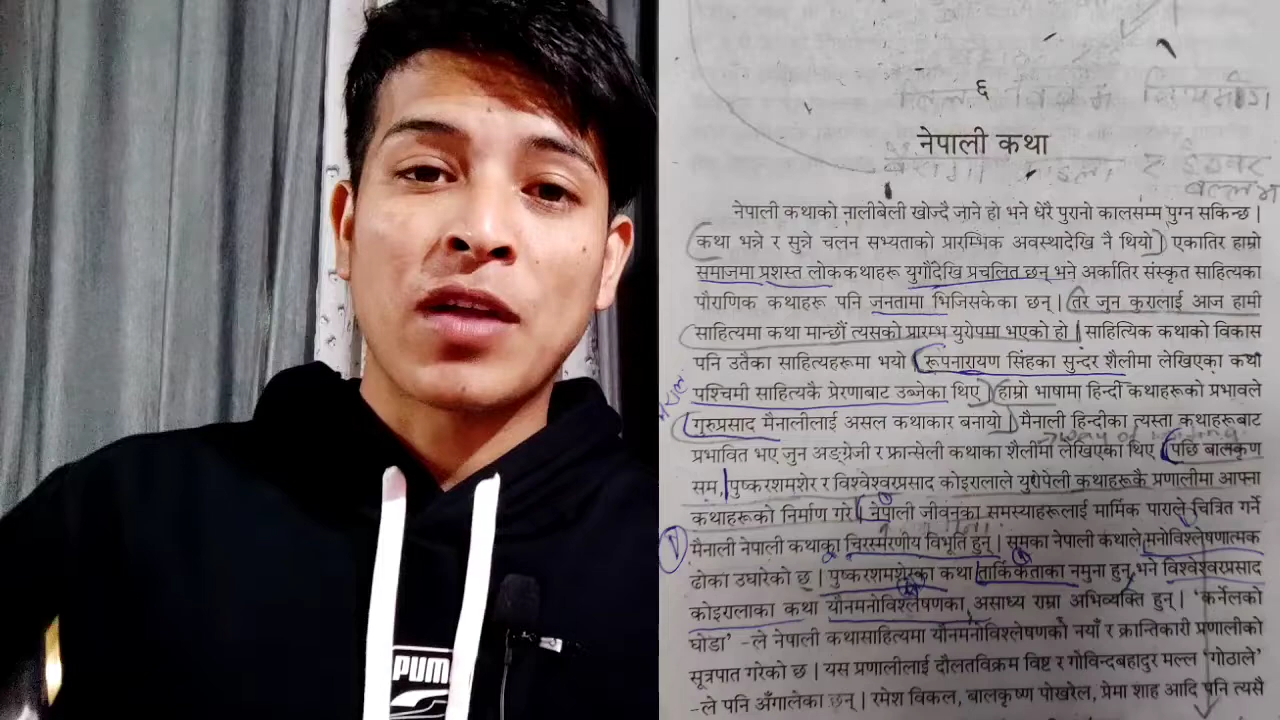 PUMA
६
नेपाली कथा
र ईश्वर
बल्लभ
नेपाली कथाको नालीबेली खोज्दै जाने हो भने धेरै पुरानो कालसम्म पुग्न सकिन्छ ।
कथा भन्ने र सुन्ने चलन सभ्यताको प्रारम्भिक अवस्थादेखि नै थियो । एकातिर हाम्रो
समाजमा प्रशस्त लोककथाहरू युगौंदेखि प्रचलित छन् भने अर्कातिर संस्कृत साहित्यका
पौराणिक कथाहरू पनि जनतामा भिजिसकेका छन् । तर जुन कुरालाई आज हामी
साहित्यमा कथा मान्छौं त्यसको प्रारम्भ युरोपमा भएको हो । साहित्यिक कथाको विकास
पनि उतैका साहित्यहरूमा भयो । रूपनारायण सिंहका सुन्दर शैलीमा लेखिएका कथा
पश्चिमी साहित्यकै प्रेरणाबाट उब्जेका थिए । हाम्रो भाषामा हिन्दी कथाहरूको प्रभावले
गुरुप्रसाद मैनालीलाई असल कथाकार बनायो । मैनाली हिन्दीका त्यस्ता कथाहरूबाट
प्रभावित भए जुन अङ्ग्रेजी र फ्रान्सेली कथाका शैलीमा लेखिएका थिए । पछि बालकृष्ण
सम, पुष्करशमशेर र विश्वेश्वरप्रसाद कोइरालाले युरोपेली कथाहरूकै प्रणालीमा आफ्ना
कथाहरूको निर्माण गरे । नेपाली जीवनका समस्याहरूलाई मार्मिक पाराले चित्रित गर्ने
मैनाली नेपाली कथाका चिरस्मरणीय विभूति हुन् । समका नेपाली कथाले मनोविश्लेषणात्मक
ढोका उघारेको छ । पुष्करशमशेरका कथा तार्किकताका नमुना हुन् भने विश्वेश्वरप्रसाद
कोइरालाका कथा यौनमनोविश्लेषणका असाध्य राम्रा अभिव्यक्ति हुन् । ‘कर्नेलको
घोडा’ -ले नेपाली कथासाहित्यमा यौनमनोविश्लेषणको नयाँ र क्रान्तिकारी प्रणालीको
सूत्रपात गरेको छ । यस प्रणालीलाई दौलतविक्रम विष्ट र गोविन्दबहादुर मल्ल ‘गोठाले’
-ले पनि अँगालेका छन् । रमेश विकल, बालकृष्ण पोखरेल, प्रेमा शाह आदि पनि त्यसै